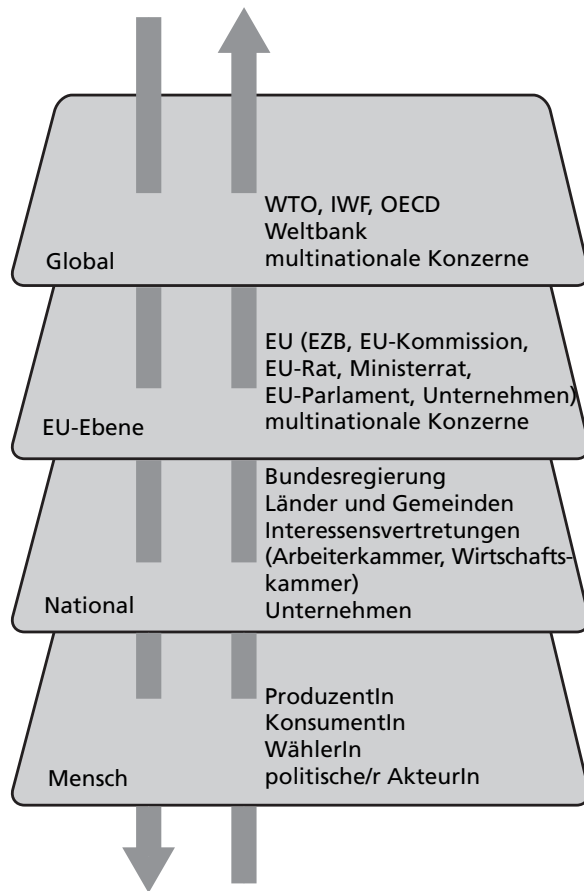 WTO, IWF, OECD
Weltbank
Global
multinationale Konzerne
EU (EZB, EU-Kommission,
EU-Rat, Ministerrat,
EU-Parlament, Unternehmen)
EU-Ebene
multinationale Konzerne
Bundesregierung
Länder und Gemeinden
Interessensvertretungen
(Arbeiterkammer, Wirtschafts-
kammer)
National
Unternehmen
ProduzentIn
KonsumentIn
WählerIn
Mensch
politische/r AkteurIn